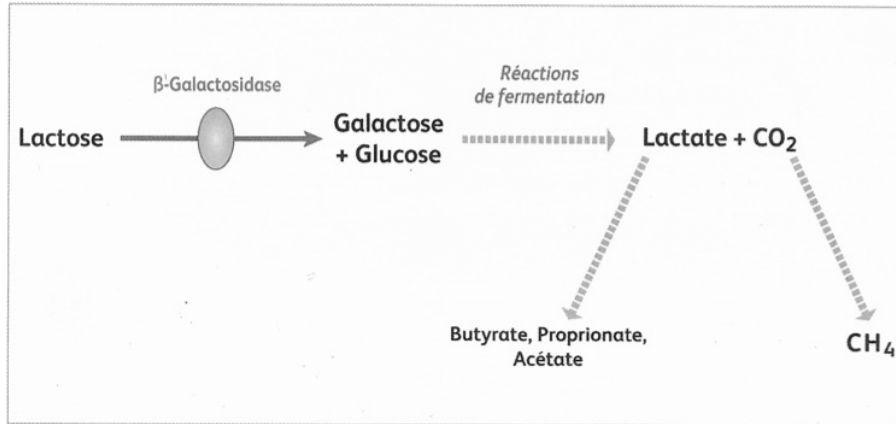 β-Galactosidase
Réactions
de fermentation
Lactose
Galactose
+ Glucose
Lactate + CO₂
Butyrate, Proprionate,
Acétate
CH₄